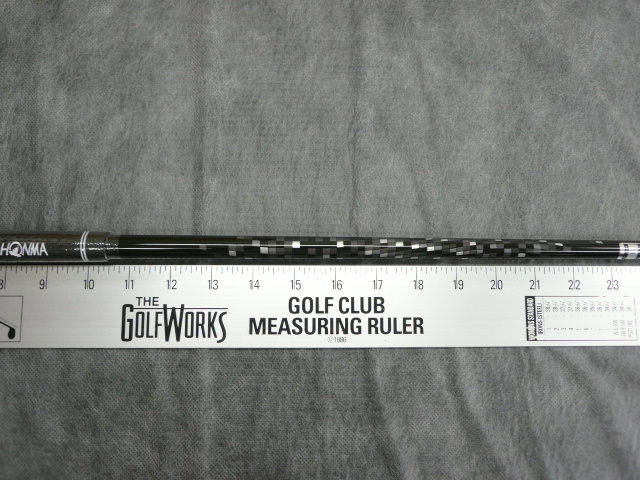 HONMA
8 9 10 11 12 13 14 15 16 17 18 19 20 21 22 23
THE
GOLFWORKS
GOLF CLUB
MEASURING RULER
©1986